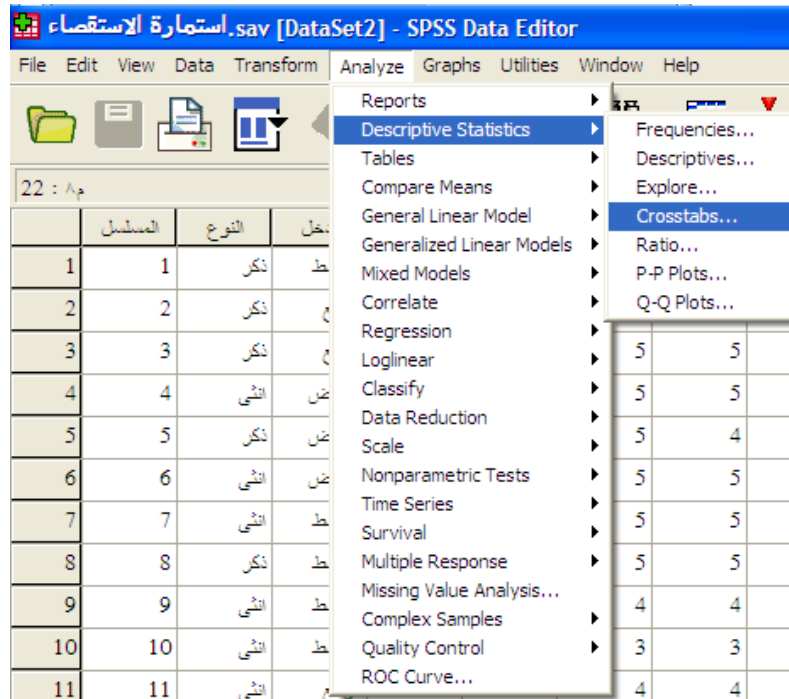 استمارة الاستقصاء.sav [DataSet2] - SPSS Data Editor
File Edit View Data Transform Analyze Graphs Utilities Window Help
22 : م٨
المسلسل النوع
1 1 ذكر
2 2 ذكر
3 3 ذكر 5 5
4 4 انثى 5 5
5 5 ذكر 5 4
6 6 انثى 5 5
7 7 انثى 5 5
8 8 ذكر 5 5
9 9 انثى 4 4
10 10 انثى 3 3
11 11 انثى 4 4
Reports
Descriptive Statistics
Tables
Compare Means
General Linear Model
Generalized Linear Models
Mixed Models
Correlate
Regression
Loglinear
Classify
Data Reduction
Scale
Nonparametric Tests
Time Series
Survival
Multiple Response
Missing Value Analysis...
Complex Samples
Quality Control
ROC Curve...
Frequencies...
Descriptives...
Explore...
Crosstabs...
Ratio...
P-P Plots...
Q-Q Plots...